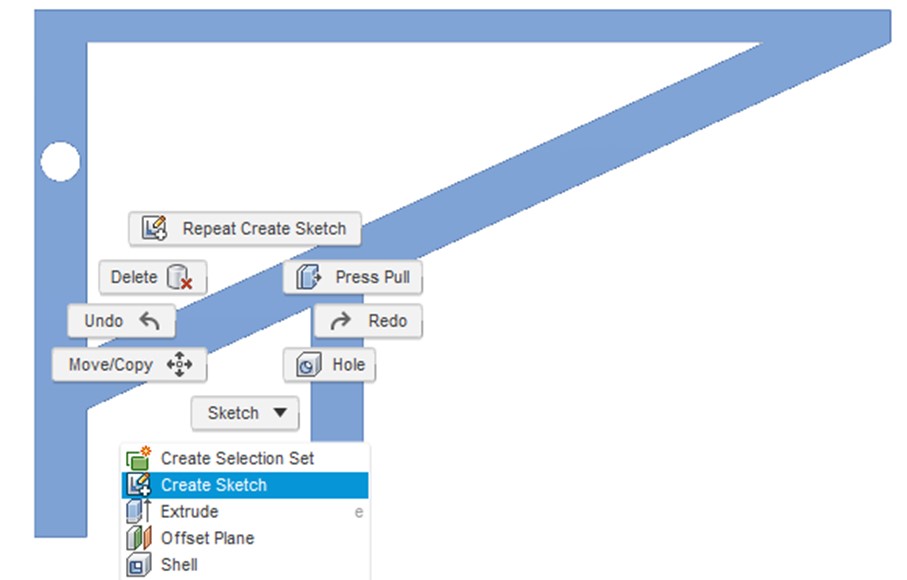 Repeat Create Sketch
Delete
Press Pull
Undo
Redo
Move/Copy
Hole
Sketch
Create Selection Set
Create Sketch
Extrude e
Offset Plane
Shell